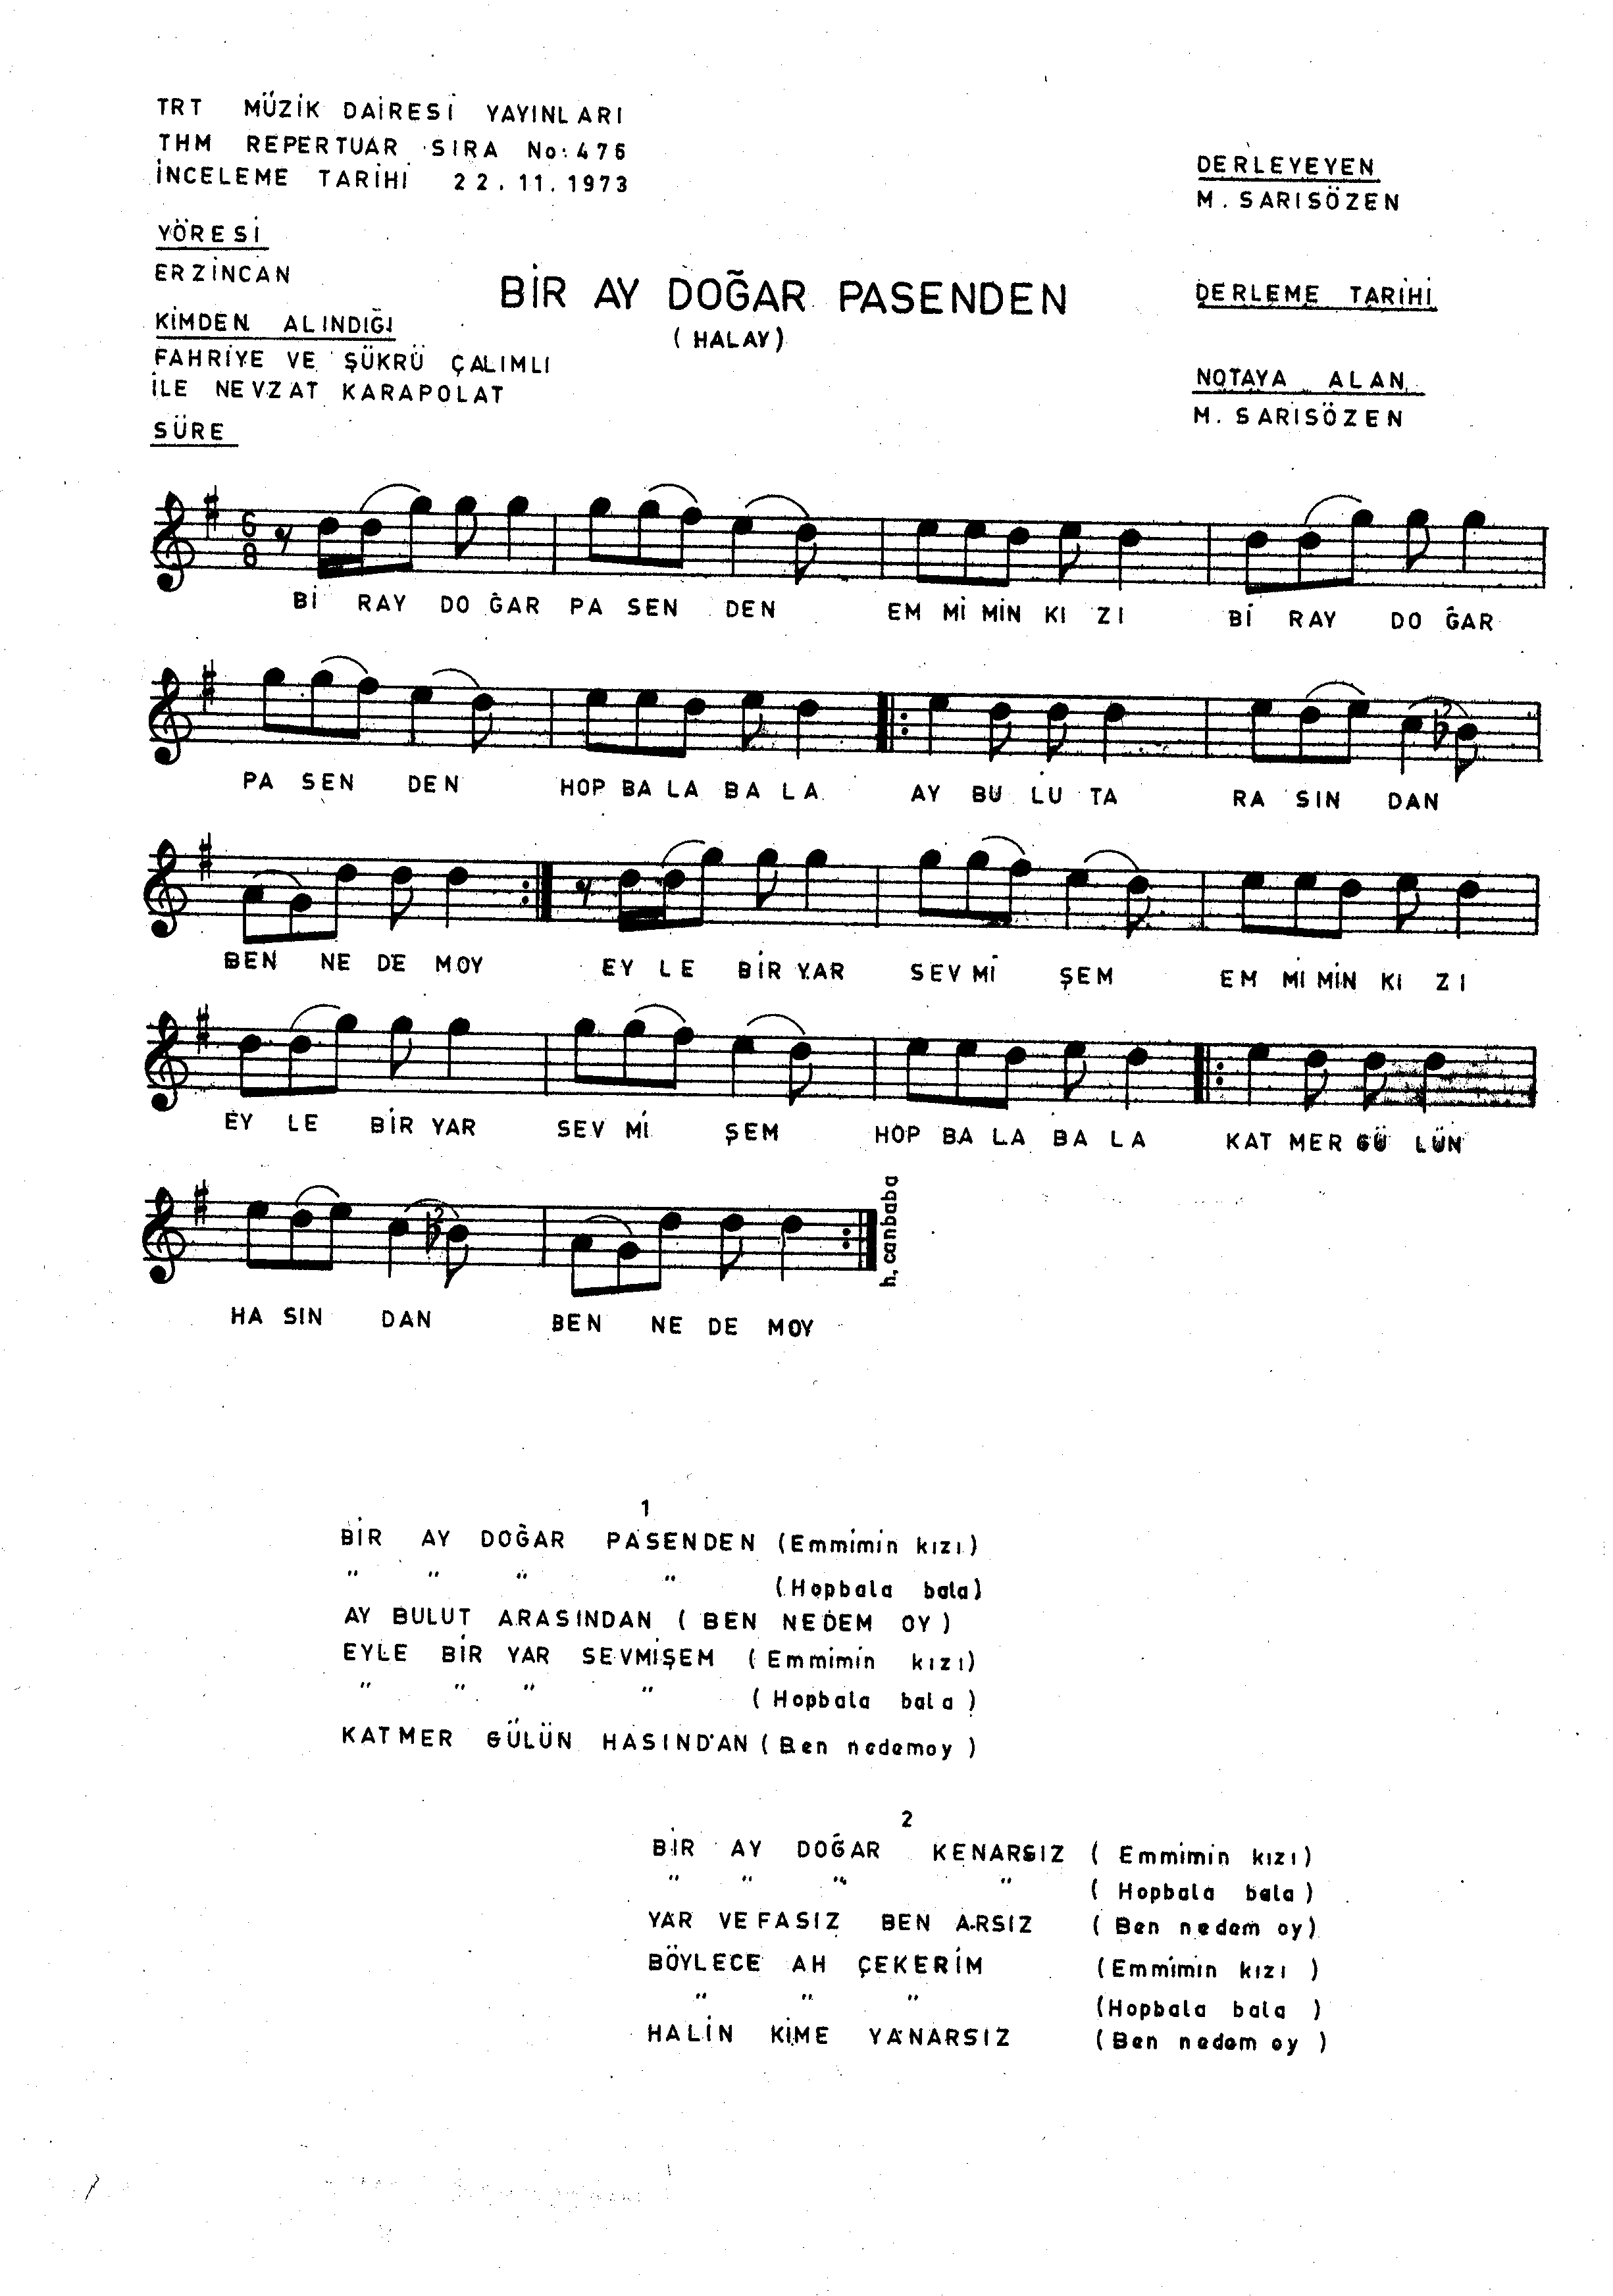 TRT MÜZİK DAİRESİ YAYINLARI
THM REPERTUAR SIRA No: 476
İNCELEME TARİHİ 22.11.1973
DERLEYEYEN
M. SARISÖZEN
YÖRESİ
ERZİNCAN
BİR AY DOĞAR PASENDEN
(HALAY)
DERLEME TARİHİ
KİMDEN ALINDIĞI
FAHRİYE VE ŞÜKRÜ ÇALIMLI
İLE NEVZAT KARAPOLAT
NOTAYA ALAN
M. SARISÖZEN
SÜRE
6
8
Bİ RAY DO ĞAR PA SEN DEN EM Mİ MİN KI ZI Bİ RAY DO ĞAR
PA SEN DEN HOP BA LA BA LA AY BU LU TA RA SIN DAN
2
BEN NE DE MOY EY LE BİR YAR SEV Mİ ŞEM EM Mİ MİN KI ZI
EY LE BİR YAR SEV Mİ ŞEM HOP BA LA BA LA KAT MER GÜ LÜN
2
HA SIN DAN BEN NE DE MOY
h, canbaba
1
BİR AY DOĞAR PASENDEN (Emmimin kızı)
" " " " (Hopbala bala)
AY BULUT ARASINDAN (BEN NEDEM OY)
EYLE BİR YAR SEVMİŞEM (Emmimin kızı)
" " " " (Hopbala bala)
KATMER GÜLÜN HASINDAN (Ben nedemoy)
2
BİR AY DOĞAR KENARSIZ (Emmimin kızı)
" " " " (Hopbala bala)
YAR VEFASIZ BEN ARSIZ (Ben nedem oy)
BÖYLECE AH ÇEKERİM (Emmimin kızı)
" " " (Hopbala bala)
HALİN KİME YANARSIZ (Ben nedem oy)